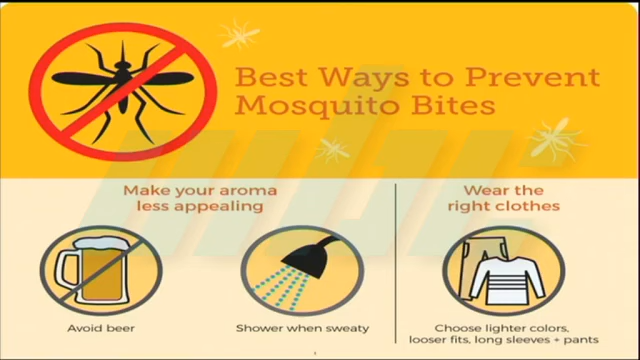 Best Ways to Prevent
Mosquito Bites
Make your aroma
less appealing
Wear the
right clothes
Avoid beer
Shower when sweaty
Choose lighter colors,
looser fits, long sleeves + pants